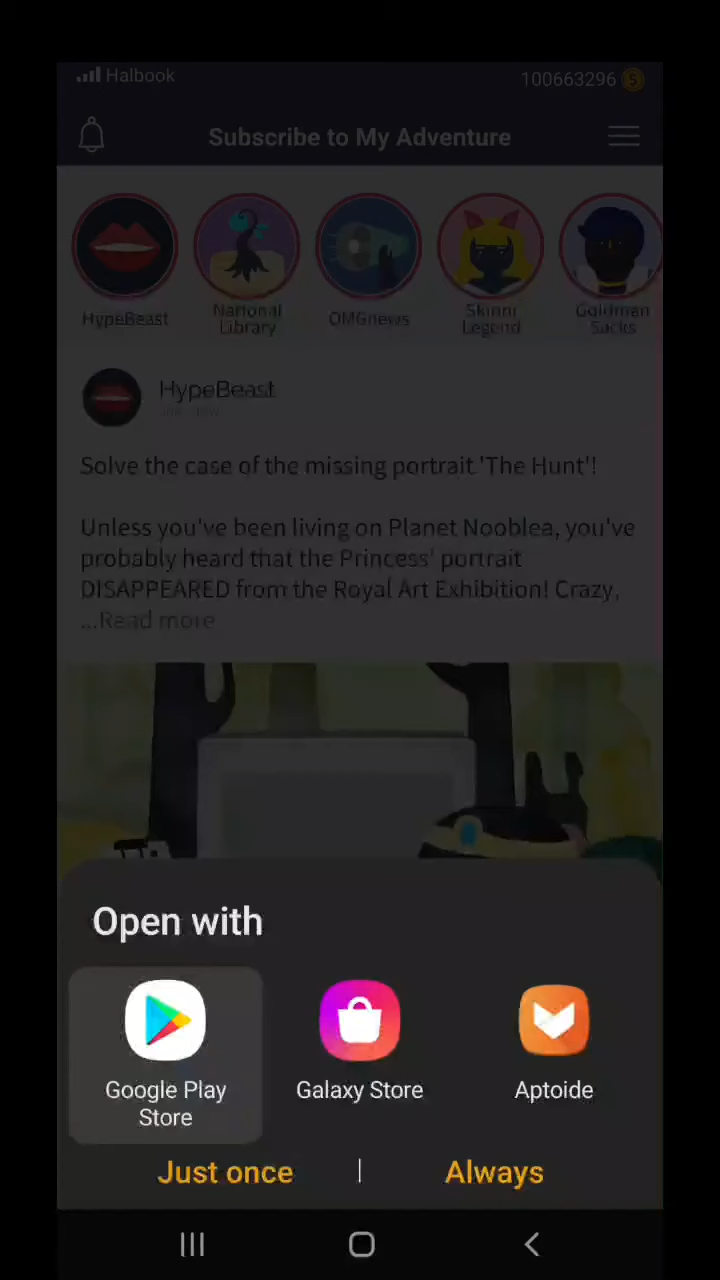 Halbook
100663296
Subscribe to My Adventure
HypeBeast
National
Library
OMGnews
Skinni
Legend
Goldman
Sacks
HypeBeast
Solve the case of the missing portrait 'The Hunt'!
Unless you've been living on Planet Nooblea, you've
probably heard that the Princess' portrait
DISAPPEARED from the Royal Art Exhibition! Crazy,
...Read more
Open with
Google Play
Store
Galaxy Store
Aptoide
Just once | Always